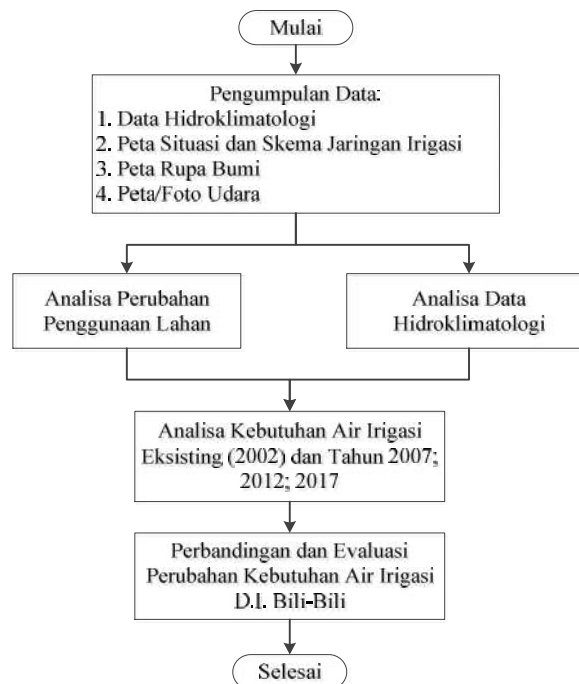 Mulai
Pengumpulan Data:
1. Data Hidroklimatologi
2. Peta Situasi dan Skema Jaringan Irigasi
3. Peta Rupa Bumi
4. Peta/Foto Udara
Analisa Perubahan
Penggunaan Lahan
Analisa Data
Hidroklimatologi
Analisa Kebutuhan Air Irigasi
Eksisting (2002) dan Tahun 2007;
2012; 2017
Perbandingan dan Evaluasi
Perubahan Kebutuhan Air Irigasi
D.I. Bili-Bili
Selesai